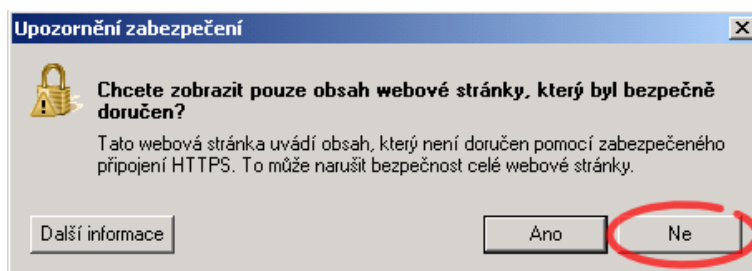 Upozornění zabezpečení
Chcete zobrazit pouze obsah webové stránky, který byl bezpečně
doručen?
Tato webová stránka uvádí obsah, který není doručen pomocí zabezpečeného
připojení HTTPS. To může narušit bezpečnost celé webové stránky.
Další informace Ano Ne